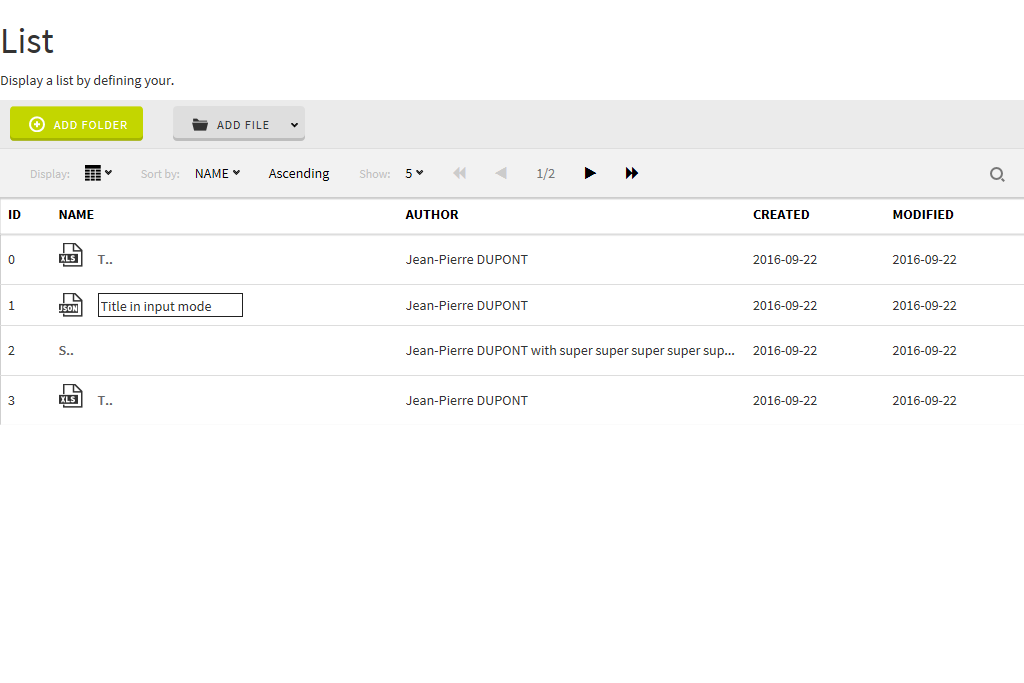 List
Display a list by defining your.
ADD FOLDER ADD FILE
Display: Sort by: NAME Ascending Show: 5 1/2
ID NAME AUTHOR CREATED MODIFIED
0 XLS T.. Jean-Pierre DUPONT 2016-09-22 2016-09-22
1 JSON Title in input mode Jean-Pierre DUPONT 2016-09-22 2016-09-22
2 S.. Jean-Pierre DUPONT with super super super super sup... 2016-09-22 2016-09-22
3 XLS T.. Jean-Pierre DUPONT 2016-09-22 2016-09-22